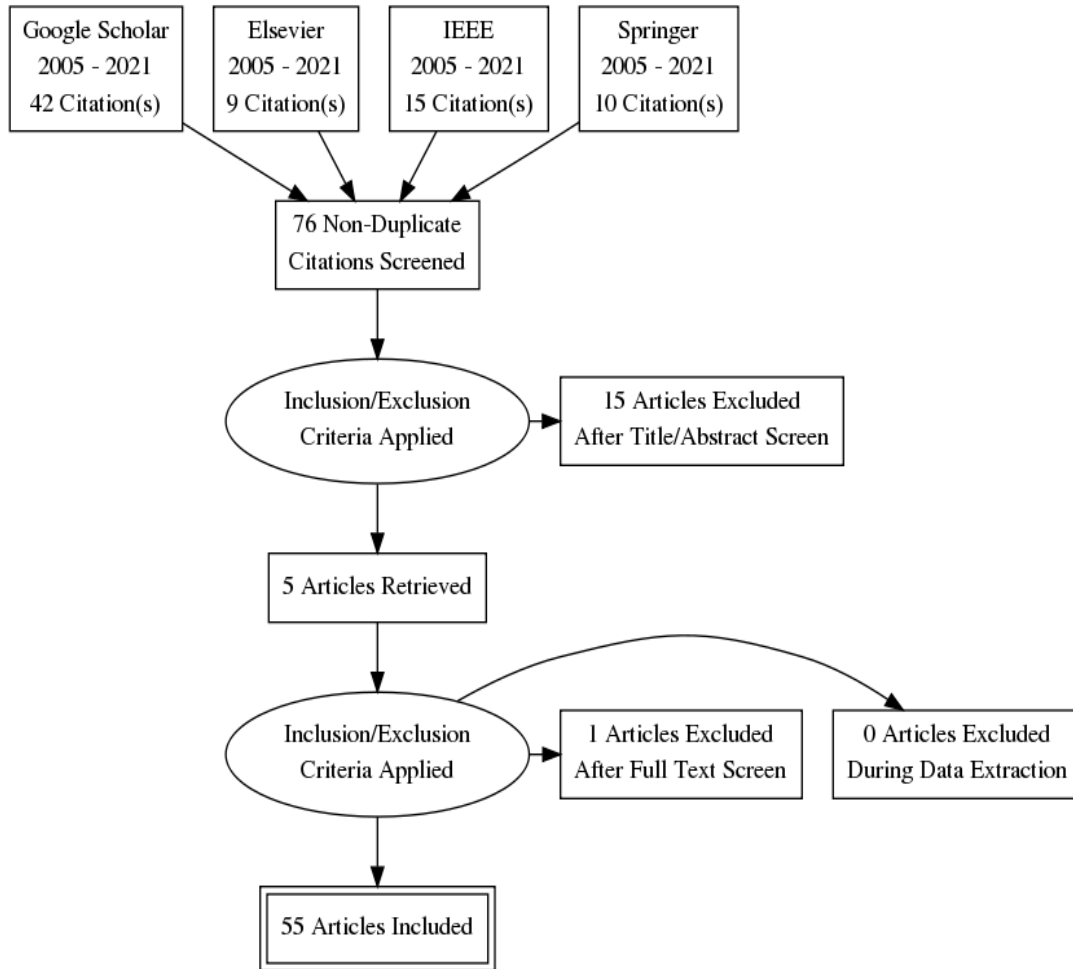 Google Scholar
2005 - 2021
42 Citation(s)
Elsevier
2005 - 2021
9 Citation(s)
IEEE
2005 - 2021
15 Citation(s)
Springer
2005 - 2021
10 Citation(s)
76 Non-Duplicate
Citations Screened
Inclusion/Exclusion
Criteria Applied
15 Articles Excluded
After Title/Abstract Screen
5 Articles Retrieved
Inclusion/Exclusion
Criteria Applied
1 Articles Excluded
After Full Text Screen
0 Articles Excluded
During Data Extraction
55 Articles Included